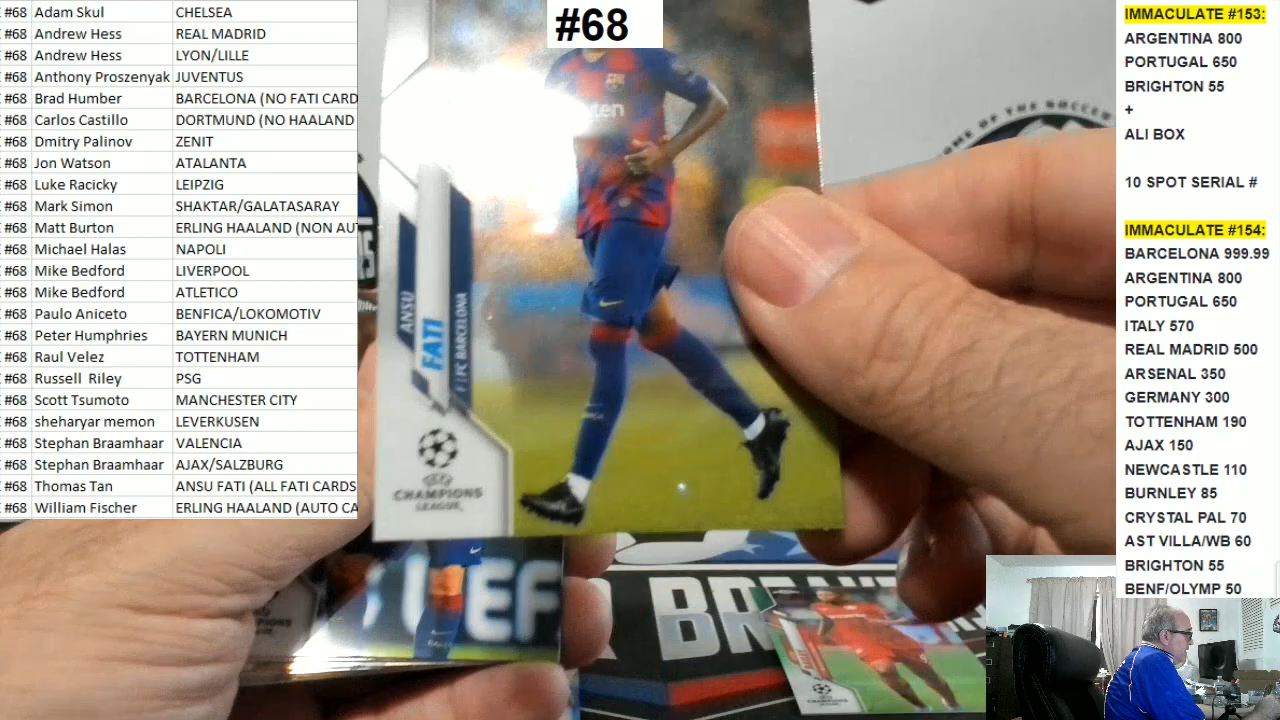 #68 Adam Skul CHELSEA
#68 Andrew Hess REAL MADRID
#68 Andrew Hess LYON/LILLE
#68 Anthony Proszenyak JUVENTUS
#68 Brad Humber BARCELONA (NO FATI CARD
#68 Carlos Castillo DORTMUND (NO HAALAND
#68 Dmitry Palinov ZENIT
#68 Jon Watson ATALANTA
#68 Luke Racicky LEIPZIG
#68 Mark Simon SHAKTAR/GALATASARAY
#68 Matt Burton ERLING HAALAND (NON AUT
#68 Michael Halas NAPOLI
#68 Mike Bedford LIVERPOOL
#68 Mike Bedford ATLETICO
#68 Paulo Aniceto BENFICA/LOKOMOTIV
#68 Peter Humphries BAYERN MUNICH
#68 Raul Velez TOTTENHAM
#68 Russell Riley PSG
#68 Scott Tsumoto MANCHESTER CITY
#68 sheharyar memon LEVERKUSEN
#68 Stephan Braamhaar VALENCIA
#68 Stephan Braamhaar AJAX/SALZBURG
#68 Thomas Tan ANSU FATI (ALL FATI CARDS
#68 William Fischer ERLING HAALAND (AUTO CA
#68
ANSU
FATI
FC BARCELONA
UEFA
CHAMPIONS
LEAGUE
OF THE SOCCER
UEF
BREA
IMMACULATE #153:
ARGENTINA 800
PORTUGAL 650
BRIGHTON 55
+
ALI BOX
10 SPOT SERIAL #
IMMACULATE #154:
BARCELONA 999.99
ARGENTINA 800
PORTUGAL 650
ITALY 570
REAL MADRID 500
ARSENAL 350
GERMANY 300
TOTTENHAM 190
AJAX 150
NEWCASTLE 110
BURNLEY 85
CRYSTAL PAL 70
AST VILLA/WB 60
BRIGHTON 55
BENF/OLYMP 50